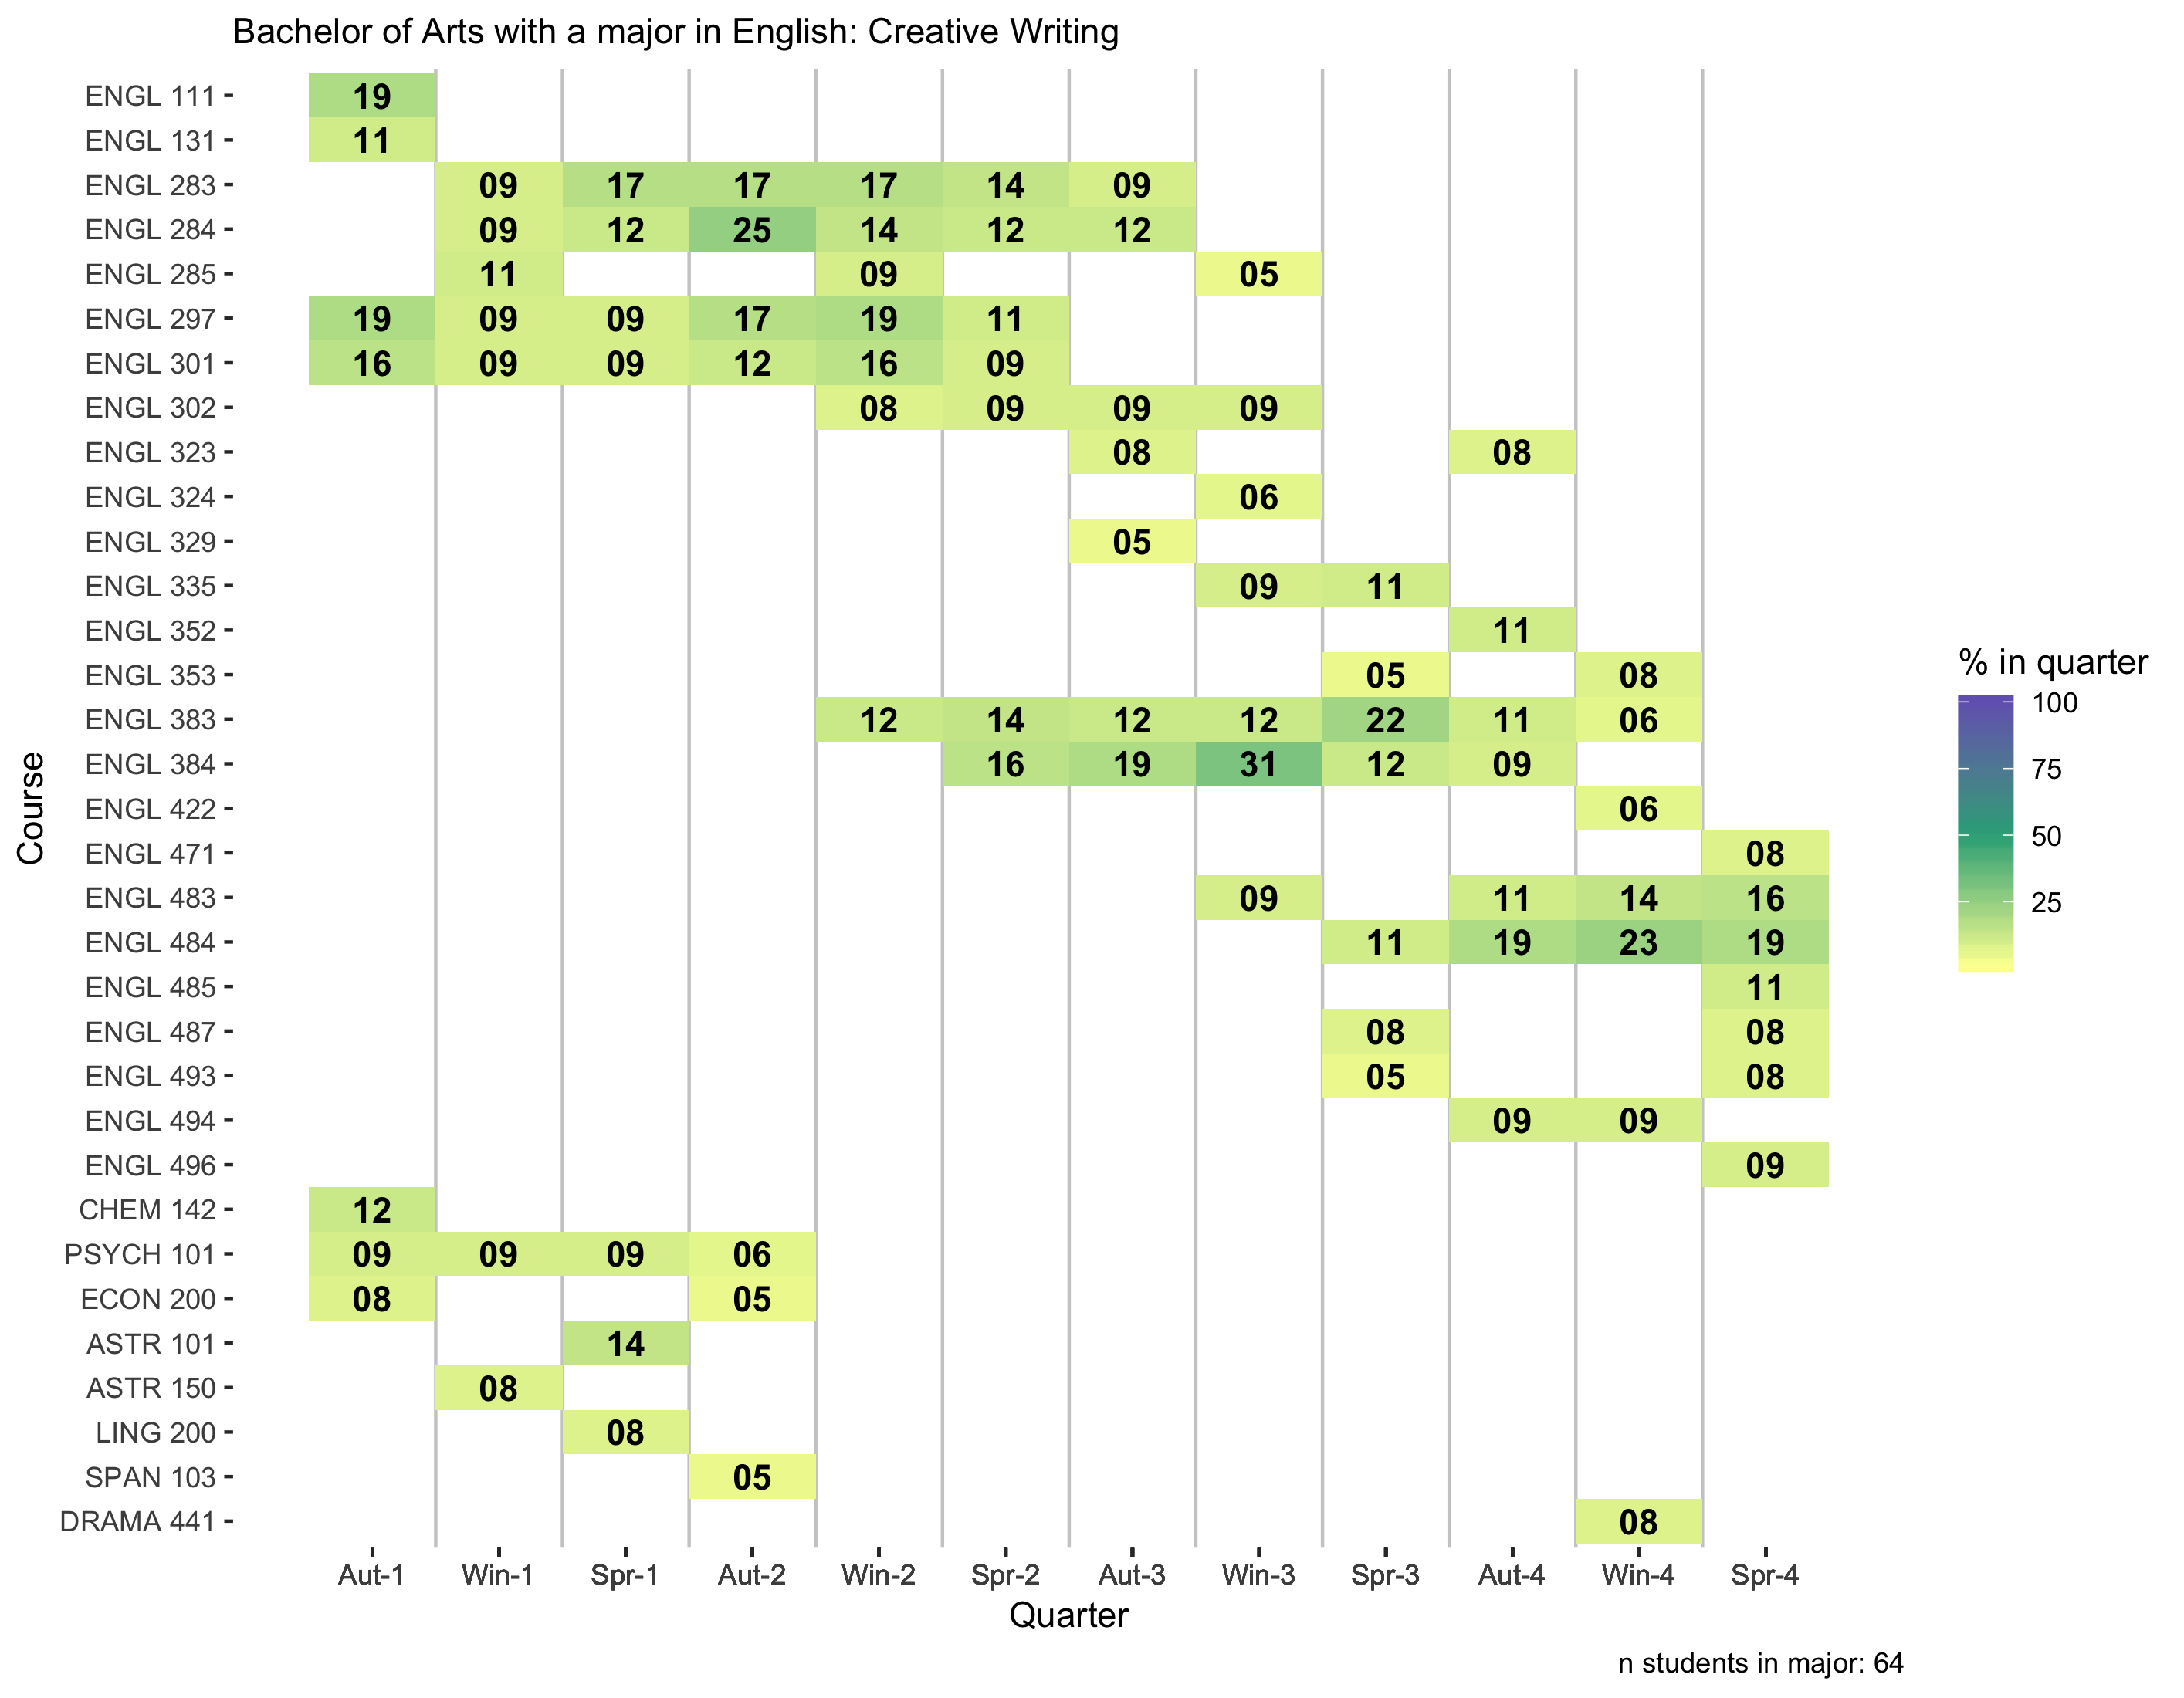 Bachelor of Arts with a major in English: Creative Writing
ENGL 111 19
ENGL 131 11
ENGL 283 09 17 17 17 14 09
ENGL 284 09 12 25 14 12 12
ENGL 285 11 09 05
ENGL 297 19 09 09 17 19 11
ENGL 301 16 09 09 12 16 09
ENGL 302 08 09 09 09
ENGL 323 08 08
ENGL 324 06
ENGL 329 05
ENGL 335 09 11
ENGL 352 11
ENGL 353 05 08
ENGL 383 12 14 12 12 22 11 06
ENGL 384 16 19 31 12 09
ENGL 422 06
ENGL 471 08
ENGL 483 09 11 14 16
ENGL 484 11 19 23 19
ENGL 485 11
ENGL 487 08 08
ENGL 493 05 08
ENGL 494 09 09
ENGL 496 09
CHEM 142 12
PSYCH 101 09 09 09 06
ECON 200 08 05
ASTR 101 14
ASTR 150 08
LING 200 08
SPAN 103 05
DRAMA 441 08
Aut-1 Win-1 Spr-1 Aut-2 Win-2 Spr-2 Aut-3 Win-3 Spr-3 Aut-4 Win-4 Spr-4
Quarter
Course
% in quarter
100
75
50
25
n students in major: 64